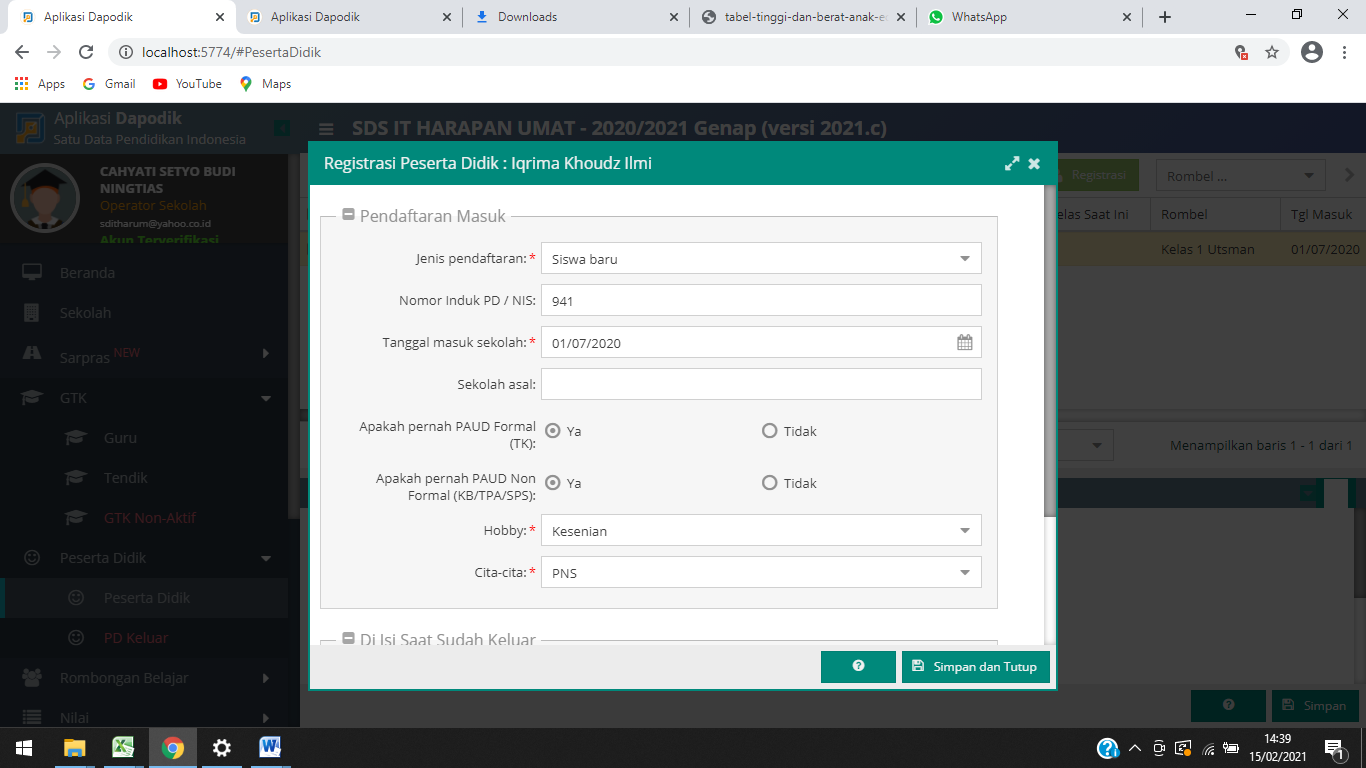 Aplikasi Dapodik
Aplikasi Dapodik
Downloads
tabel-tinggi-dan-berat-anak-e
WhatsApp
localhost:5774/#PesertaDidik
Apps
Gmail
YouTube
Maps
Aplikasi Dapodik
Satu Data Pendidikan Indonesia
SDS IT HARAPAN UMAT - 2020/2021 Genap (versi 2021.c)
CAHYATI SETYO BUDI
NINGTIAS
Operator Sekolah
sditharum@yahoo.co.id
Akun Terverifikasi
Beranda
Sekolah
Sarpras NEW
GTK
Guru
Tendik
GTK Non-Aktif
Peserta Didik
Peserta Didik
PD Keluar
Rombongan Belajar
Nilai
Registrasi Peserta Didik : Iqrima Khoudz Ilmi
Pendaftaran Masuk
Jenis pendaftaran:* Siswa baru
Nomor Induk PD / NIS: 941
Tanggal masuk sekolah:* 01/07/2020
Sekolah asal:
Apakah pernah PAUD Formal
(TK):
Ya
Tidak
Apakah pernah PAUD Non
Formal (KB/TPA/SPS):
Ya
Tidak
Hobby:* Kesenian
Cita-cita:* PNS
Di Isi Saat Sudah Keluar
Simpan dan Tutup
Registrasi
Rombel ...
elas Saat Ini
Rombel
Tgl Masuk
Kelas 1 Utsman
01/07/2020
Menampilkan baris 1 - 1 dari 1
Simpan
14:39
15/02/2021
1